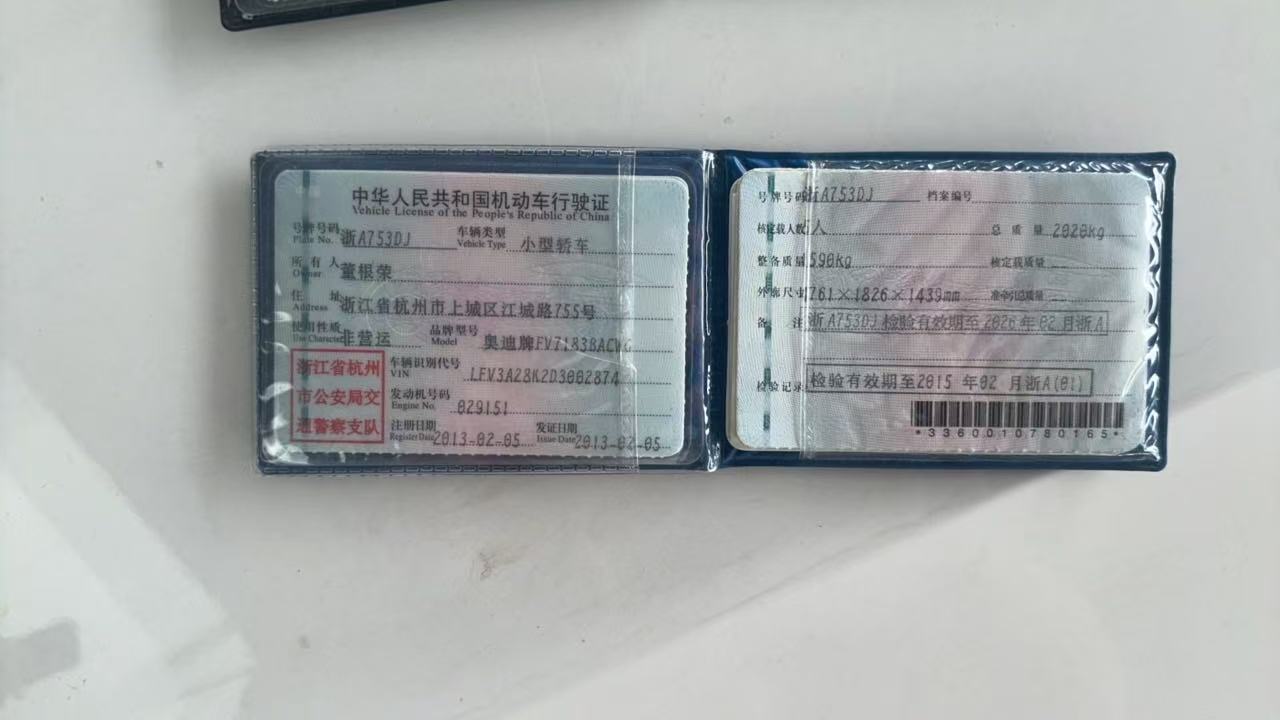 中华人民共和国机动车行驶证
Vehicle License of the People's Republic of China
号牌号码 Plate No. 浙A753DJ 车辆类型 Vehicle Type 小型轿车
所有人 Owner 董根荣
住址 Address 浙江省杭州市上城区江城路755号
使用性质 Use Character 非营运 品牌型号 Model 奥迪牌FV7183BACWG
浙江省杭州
市公安局交
通警察支队
车辆识别代号 VIN LFV3A28K2D3002874
发动机号码 Engine No. 029151
注册日期 Register Date 2013-02-05 发证日期 Issue Date 2013-02-05
号牌号码 浙A753DJ 档案编号
核定载人数 人 总质量 2020kg
整备质量 590kg 核定载质量 --
外廓尺寸 761×1826×1439mm 准牵引总质量 --
备注 浙A753DJ 检验有效期至2026年02月浙A
检验记录 检验有效期至2015年02月浙A(01)
*3360010780165*